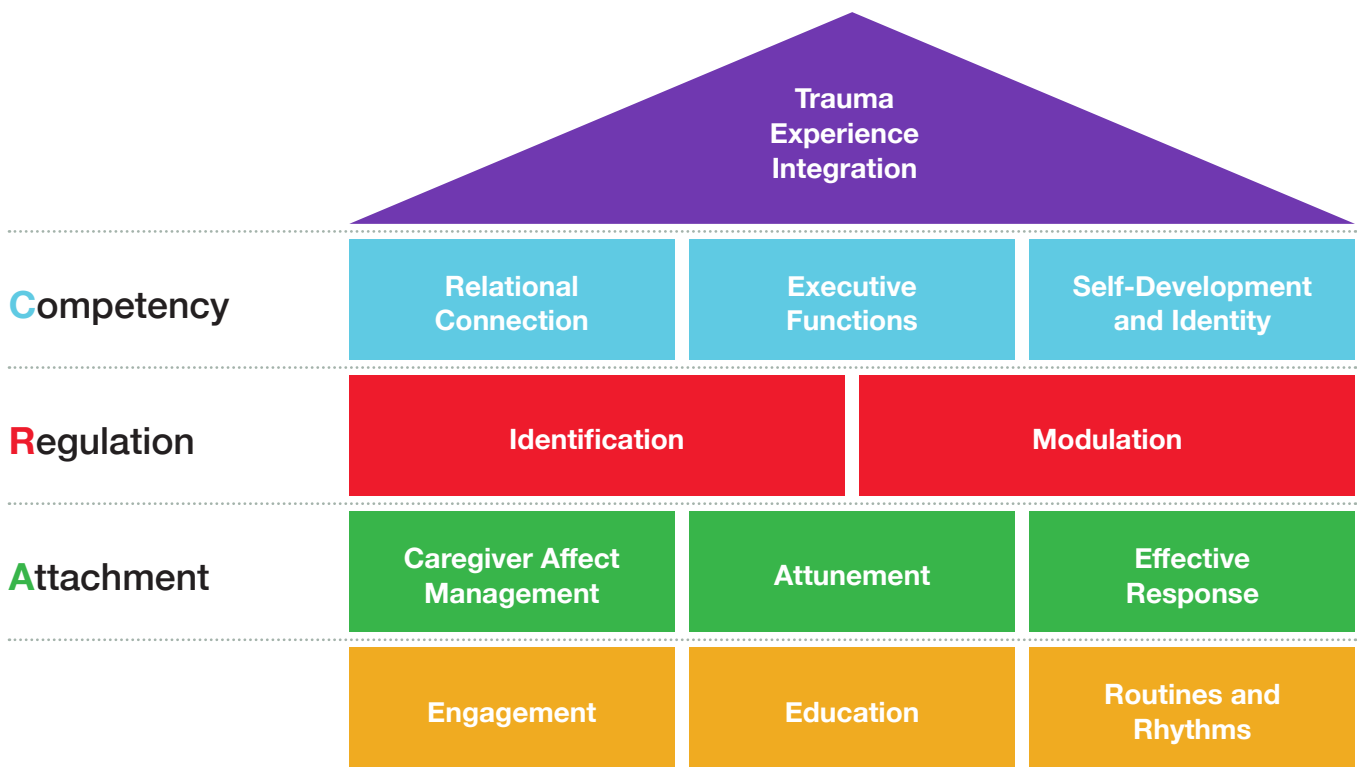 Trauma
Experience
Integration
Competency
Relational
Connection
Executive
Functions
Self-Development
and Identity
Regulation
Identification
Modulation
Attachment
Caregiver Affect
Management
Attunement
Effective
Response
Engagement
Education
Routines and
Rhythms